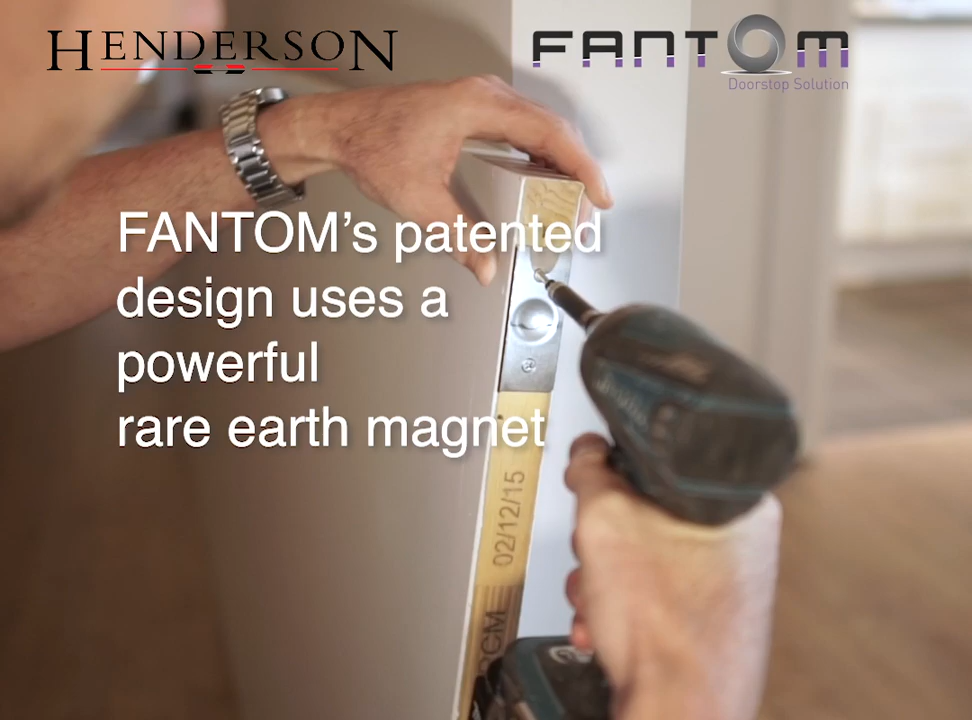 HENDERSON
FANTOM
Doorstop Solution
FANTOM’s patented
design uses a
powerful
rare earth magnet
02/12/15